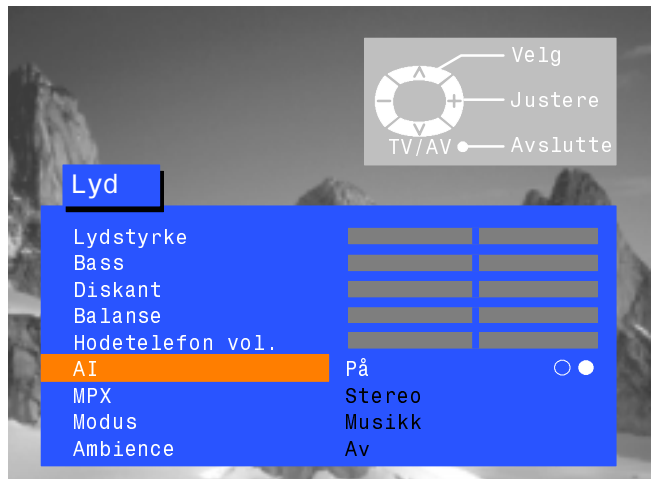 Velg
Justere
TV/AV Avslutte
Lyd
Lydstyrke
Bass
Diskant
Balanse
Hodetelefon vol.
AI På
MPX Stereo
Modus Musikk
Ambience Av